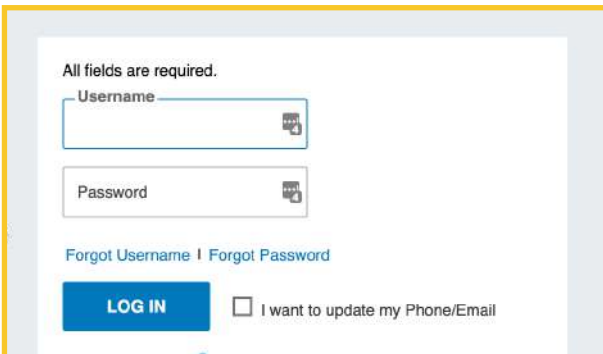 All fields are required.
Username
Password
Forgot Username | Forgot Password
LOG IN
I want to update my Phone/Email